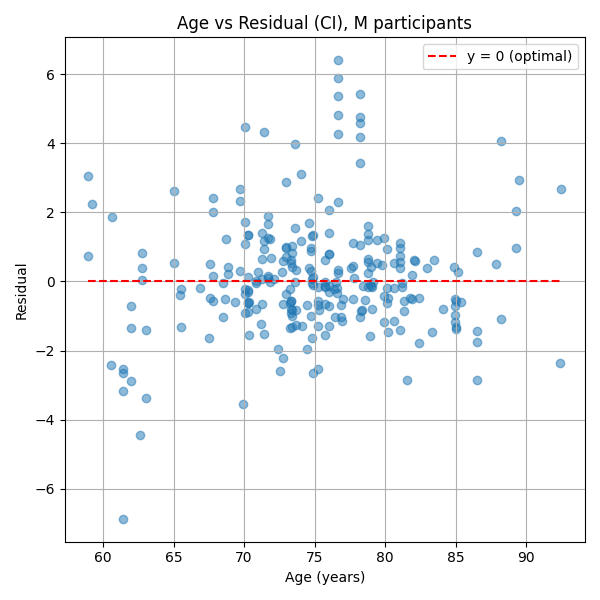 Age vs Residual (CI), M participants
y = 0 (optimal)
6
4
2
0
−2
−4
−6
Residual
60 65 70 75 80 85 90
Age (years)